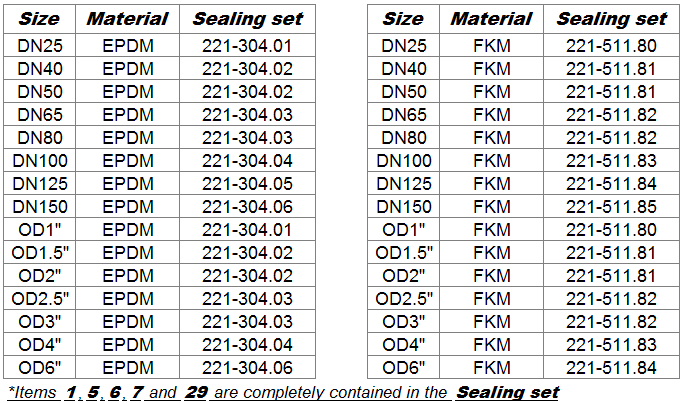 Size Material Sealing set Size Material Sealing set
DN25 EPDM 221-304.01 DN25 FKM 221-511.80
DN40 EPDM 221-304.02 DN40 FKM 221-511.81
DN50 EPDM 221-304.02 DN50 FKM 221-511.81
DN65 EPDM 221-304.03 DN65 FKM 221-511.82
DN80 EPDM 221-304.03 DN80 FKM 221-511.82
DN100 EPDM 221-304.04 DN100 FKM 221-511.83
DN125 EPDM 221-304.05 DN125 FKM 221-511.84
DN150 EPDM 221-304.06 DN150 FKM 221-511.85
OD1" EPDM 221-304.01 OD1" FKM 221-511.80
OD1.5" EPDM 221-304.02 OD1.5" FKM 221-511.81
OD2" EPDM 221-304.02 OD2" FKM 221-511.81
OD2.5" EPDM 221-304.03 OD2.5" FKM 221-511.82
OD3" EPDM 221-304.03 OD3" FKM 221-511.82
OD4" EPDM 221-304.04 OD4" FKM 221-511.83
OD6" EPDM 221-304.06 OD6" FKM 221-511.84
*Items 1, 5, 6, 7 and 29 are completely contained in the Sealing set